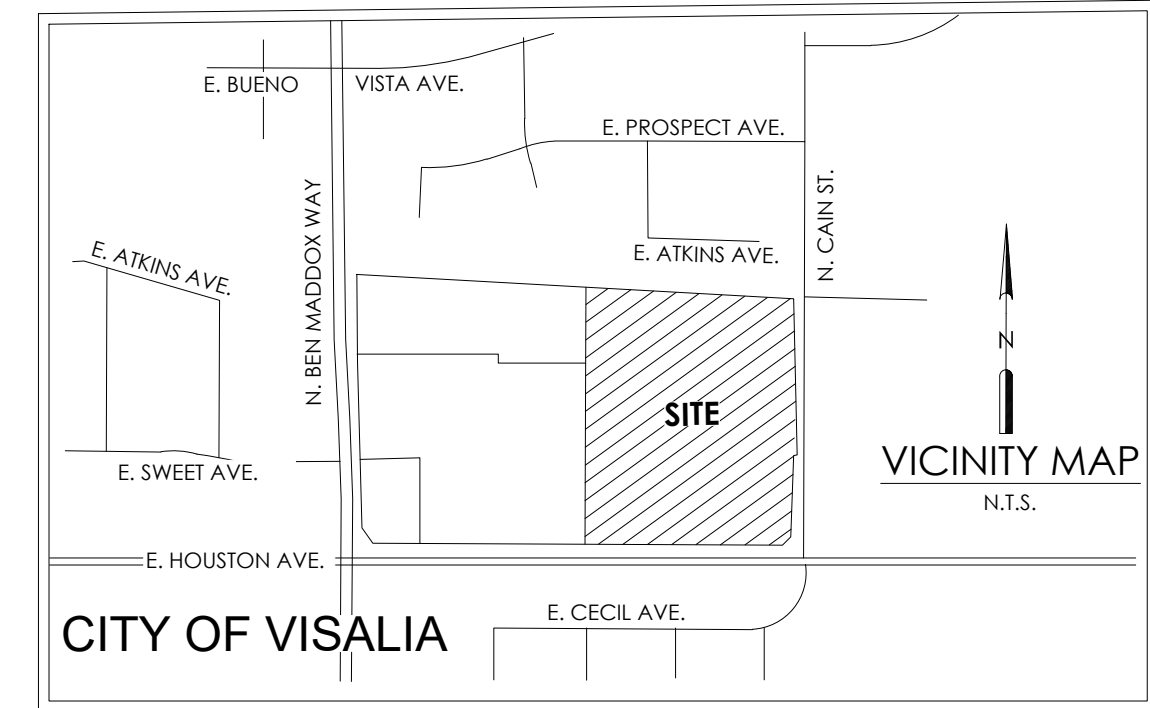 E. BUENO VISTA AVE.
E. PROSPECT AVE.
N. BEN MADDOX WAY
N. CAIN ST.
E. ATKINS AVE.
E. ATKINS AVE.
N
SITE
VICINITY MAP
N.T.S.
E. SWEET AVE.
E. HOUSTON AVE.
E. CECIL AVE.
CITY OF VISALIA